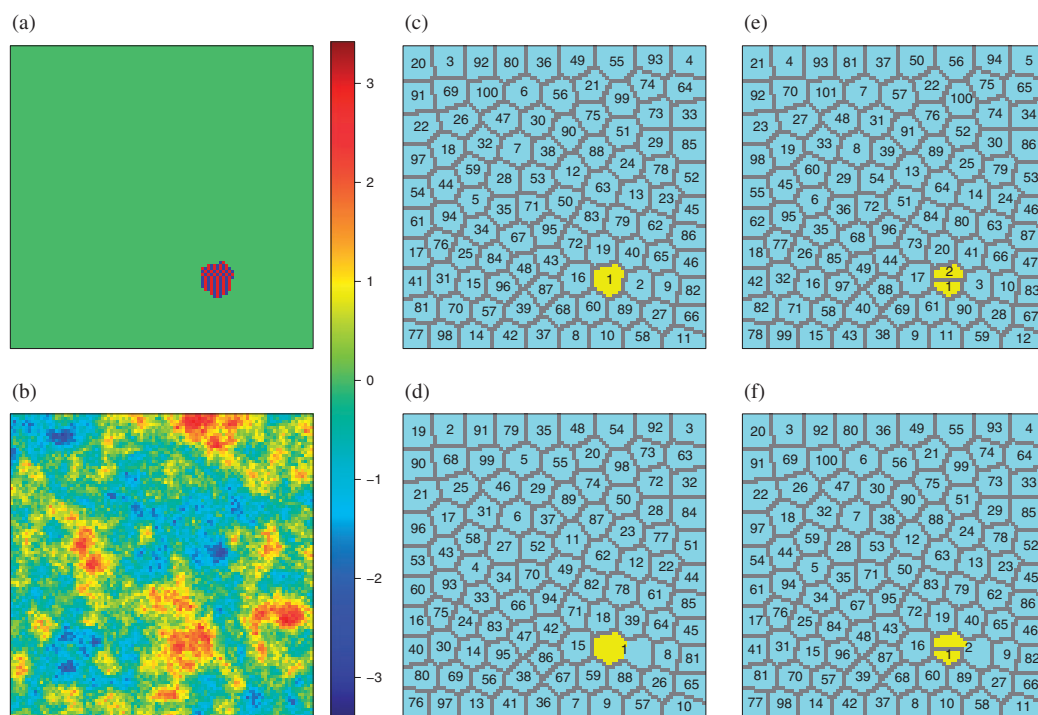 (a)
(b)
3
2
1
0
−1
−2
−3
(c)
20 3 92 80 36 49 55 93 4
91 69 100 6 56 21 99 74 64
22 26 47 30 90 75 51 73 33
97 18 32 7 38 88 24 29 85
54 44 59 28 53 12 63 13 78 52
61 94 5 35 71 50 83 79 23 45
17 76 25 34 67 95 72 19 40 65 86
84 48 43 46
41 31 15 96 87 16 1 2 9 82
81 70 57 39 68 60 89 27 66
77 98 14 42 37 8 10 58 11
(d)
19 2 91 79 35 48 54 92 3
90 68 99 5 55 20 98 73 63
21 25 46 29 89 74 50 72 32
96 17 31 6 37 87 23 28 84
53 43 58 27 52 11 62 12 77 51
60 93 4 34 70 49 82 78 22 44
16 75 24 33 66 94 71 18 39 64 85
83 47 42 45
40 30 14 95 86 15 1 8 81
80 69 56 38 67 59 88 26 65
76 97 13 41 36 7 9 57 10
(e)
21 4 93 81 37 50 56 94 5
92 70 101 7 57 22 100 75 65
23 27 48 31 91 76 52 74 34
98 19 33 8 39 89 25 30 86
55 45 60 29 54 13 64 14 79 53
62 95 6 36 72 51 84 80 24 46
18 77 26 35 68 96 73 20 41 63 87
85 49 44 47
42 32 16 97 88 17 2 1 3 10 83
82 71 58 40 69 61 90 28 67
78 99 15 43 38 9 11 59 12
(f)
20 3 92 80 36 49 55 93 4
91 69 100 6 56 21 99 74 64
22 26 47 30 90 75 51 73 33
97 18 32 7 38 88 24 29 85
54 44 59 28 53 12 63 13 78 52
61 94 5 35 71 50 83 79 23 45
17 76 25 34 67 95 72 19 40 65 86
84 48 43 46
41 31 15 96 87 16 1 2 9 82
81 70 57 39 68 60 89 27 66
77 98 14 42 37 8 10 58 11